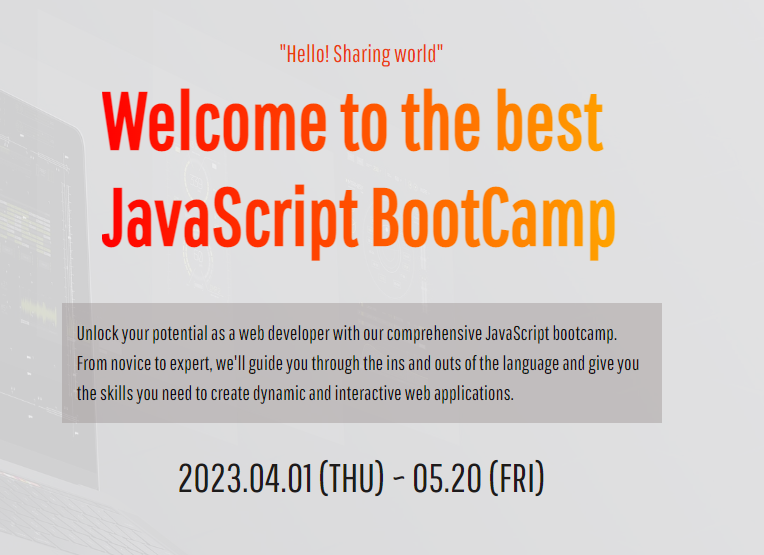 "Hello! Sharing world"
Welcome to the best
JavaScript BootCamp
Unlock your potential as a web developer with our comprehensive JavaScript bootcamp.
From novice to expert, we'll guide you through the ins and outs of the language and give you
the skills you need to create dynamic and interactive web applications.
2023.04.01 (THU) ~ 05.20 (FRI)